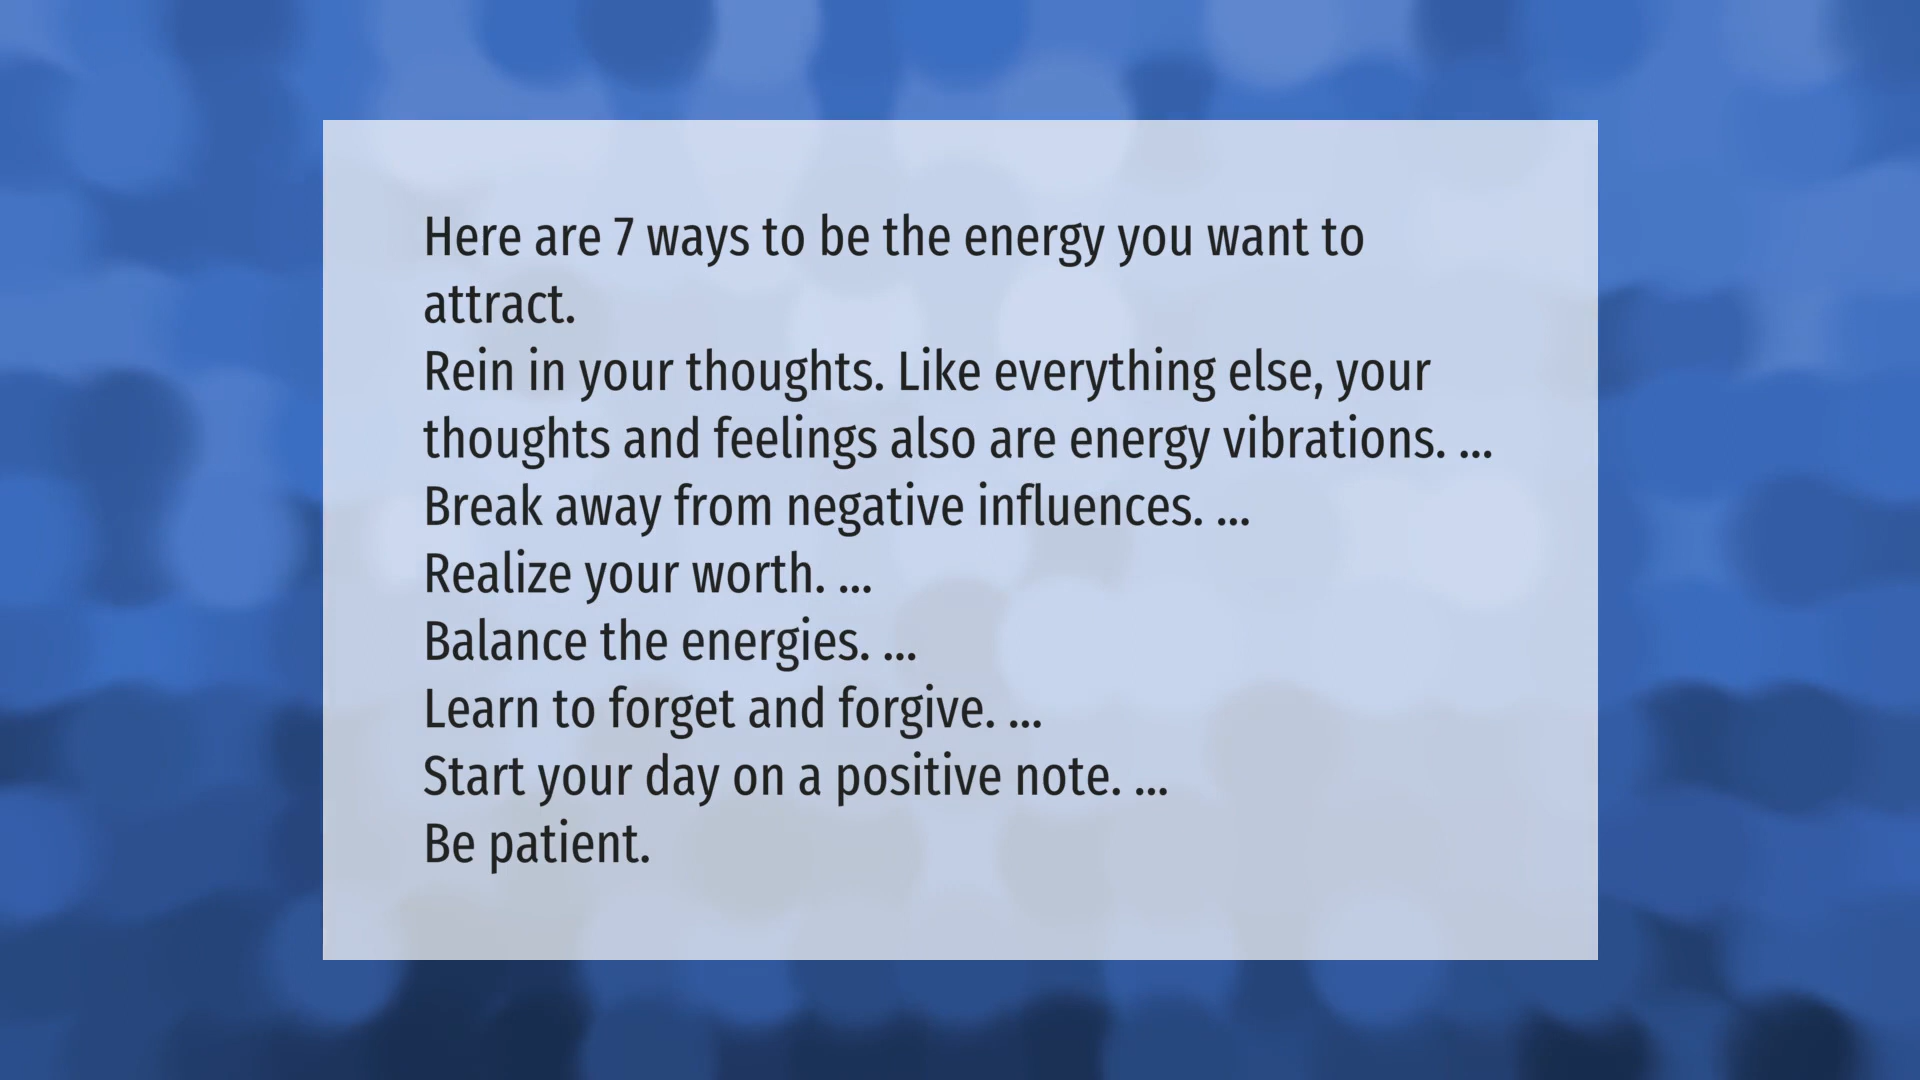 Here are 7 ways to be the energy you want to
attract.
Rein in your thoughts. Like everything else, your
thoughts and feelings also are energy vibrations. ...
Break away from negative influences. ...
Realize your worth. ...
Balance the energies. ...
Learn to forget and forgive. ...
Start your day on a positive note. ...
Be patient.